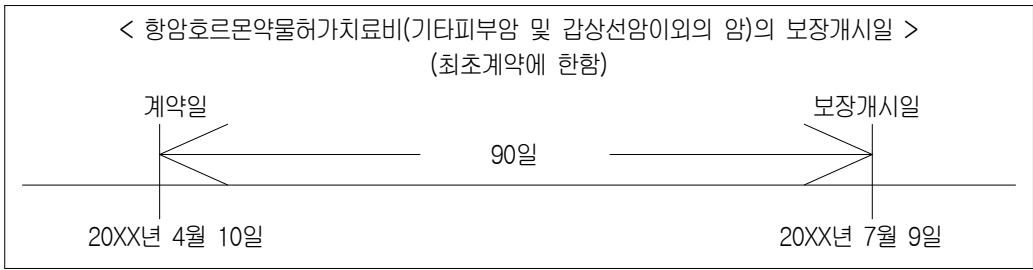 < 항암호르몬약물허가치료비(기타피부암 및 갑상선암이외의 암)의 보장개시일 >
(최초계약에 한함)
계약일 보장개시일
90일
20XX년 4월 10일 20XX년 7월 9일